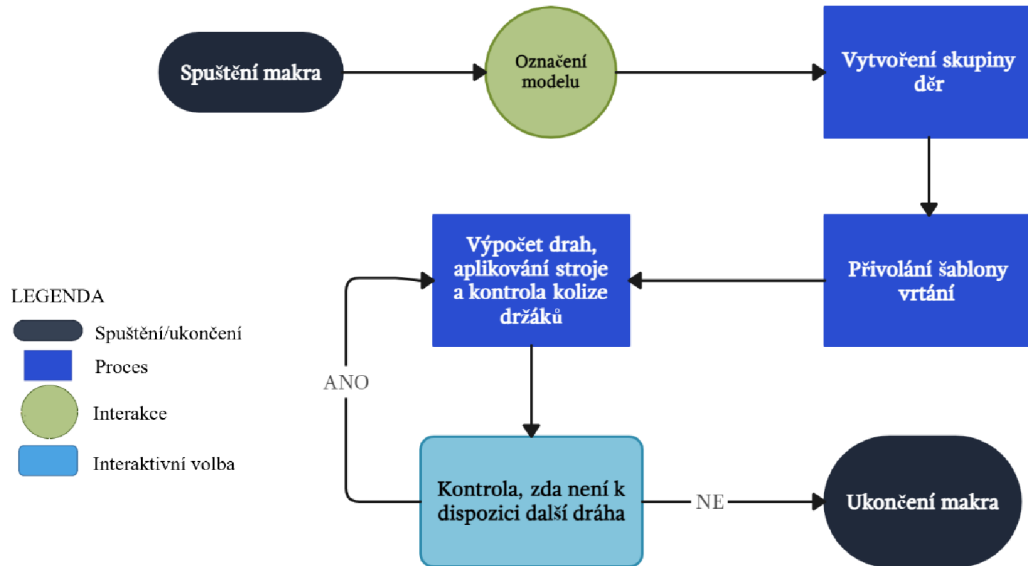 Spuštění makra
Označení
modelu
Vytvoření skupiny
děr
Výpočet drah,
aplikování stroje
a kontrola kolize
držáků
Přivolání šablony
vrtání
LEGENDA
Spuštění/ukončení
Proces
Interakce
Interaktivní volba
ANO
Kontrola, zda není k
dispozici další dráha
NE
Ukončení makra